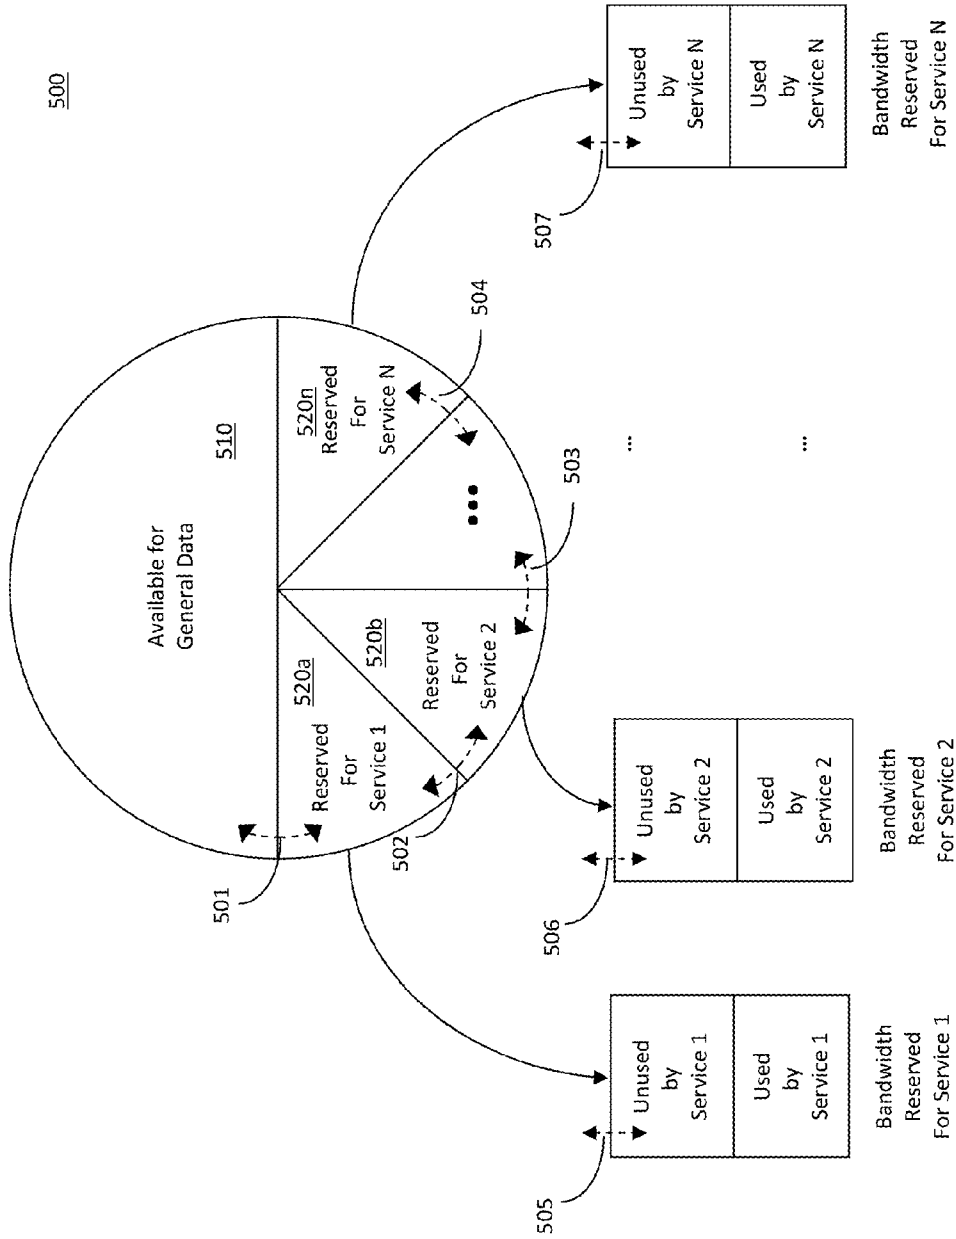 500
Available for
General Data
510
520a
Reserved
For
Service 1
520b
Reserved
For
Service 2
•••
520n
Reserved
For
Service N
501
502
503
504
505
Unused
by
Service 1
Used
by
Service 1
Bandwidth
Reserved
For Service 1
506
Unused
by
Service 2
Used
by
Service 2
Bandwidth
Reserved
For Service 2
...
...
507
Unused
by
Service N
Used
by
Service N
Bandwidth
Reserved
For Service N